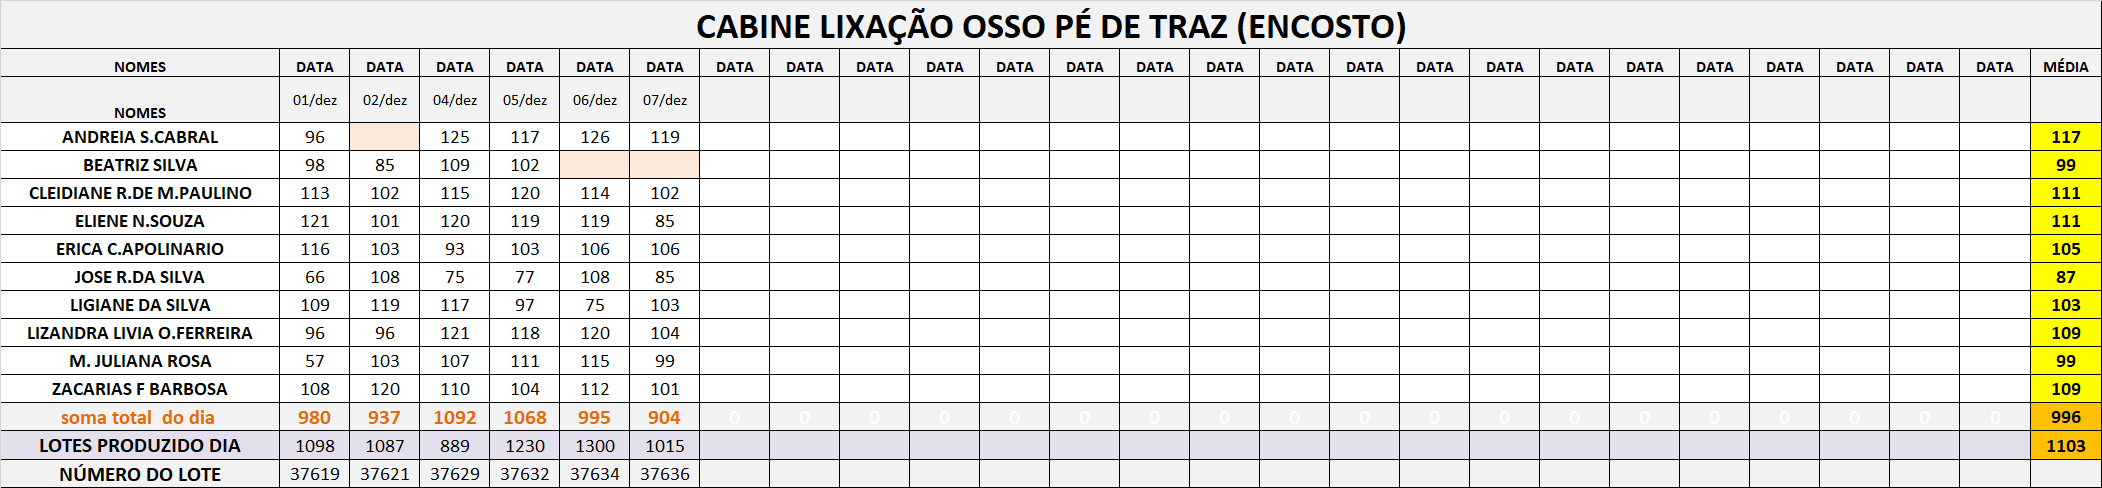 CABINE LIXAÇÃO OSSO PÉ DE TRAZ (ENCOSTO)
NOMES DATA DATA DATA DATA DATA DATA DATA DATA DATA DATA DATA DATA DATA DATA DATA DATA DATA DATA DATA DATA DATA DATA DATA DATA DATA MÉDIA
NOMES 01/dez 02/dez 04/dez 05/dez 06/dez 07/dez
ANDREIA S.CABRAL 96 125 117 126 119 117
BEATRIZ SILVA 98 85 109 102 99
CLEIDIANE R.DE M.PAULINO 113 102 115 120 114 102 111
ELIENE N.SOUZA 121 101 120 119 119 85 111
ERICA C.APOLINARIO 116 103 93 103 106 106 105
JOSE R.DA SILVA 66 108 75 77 108 85 87
LIGIANE DA SILVA 109 119 117 97 75 103 103
LIZANDRA LIVIA O.FERREIRA 96 96 121 118 120 104 109
M. JULIANA ROSA 57 103 107 111 115 99 99
ZACARIAS F BARBOSA 108 120 110 104 112 101 109
soma total do dia 980 937 1092 1068 995 904 0 0 0 0 0 0 0 0 0 0 0 0 0 0 0 0 0 0 0 996
LOTES PRODUZIDO DIA 1098 1087 889 1230 1300 1015 1103
NÚMERO DO LOTE 37619 37621 37629 37632 37634 37636